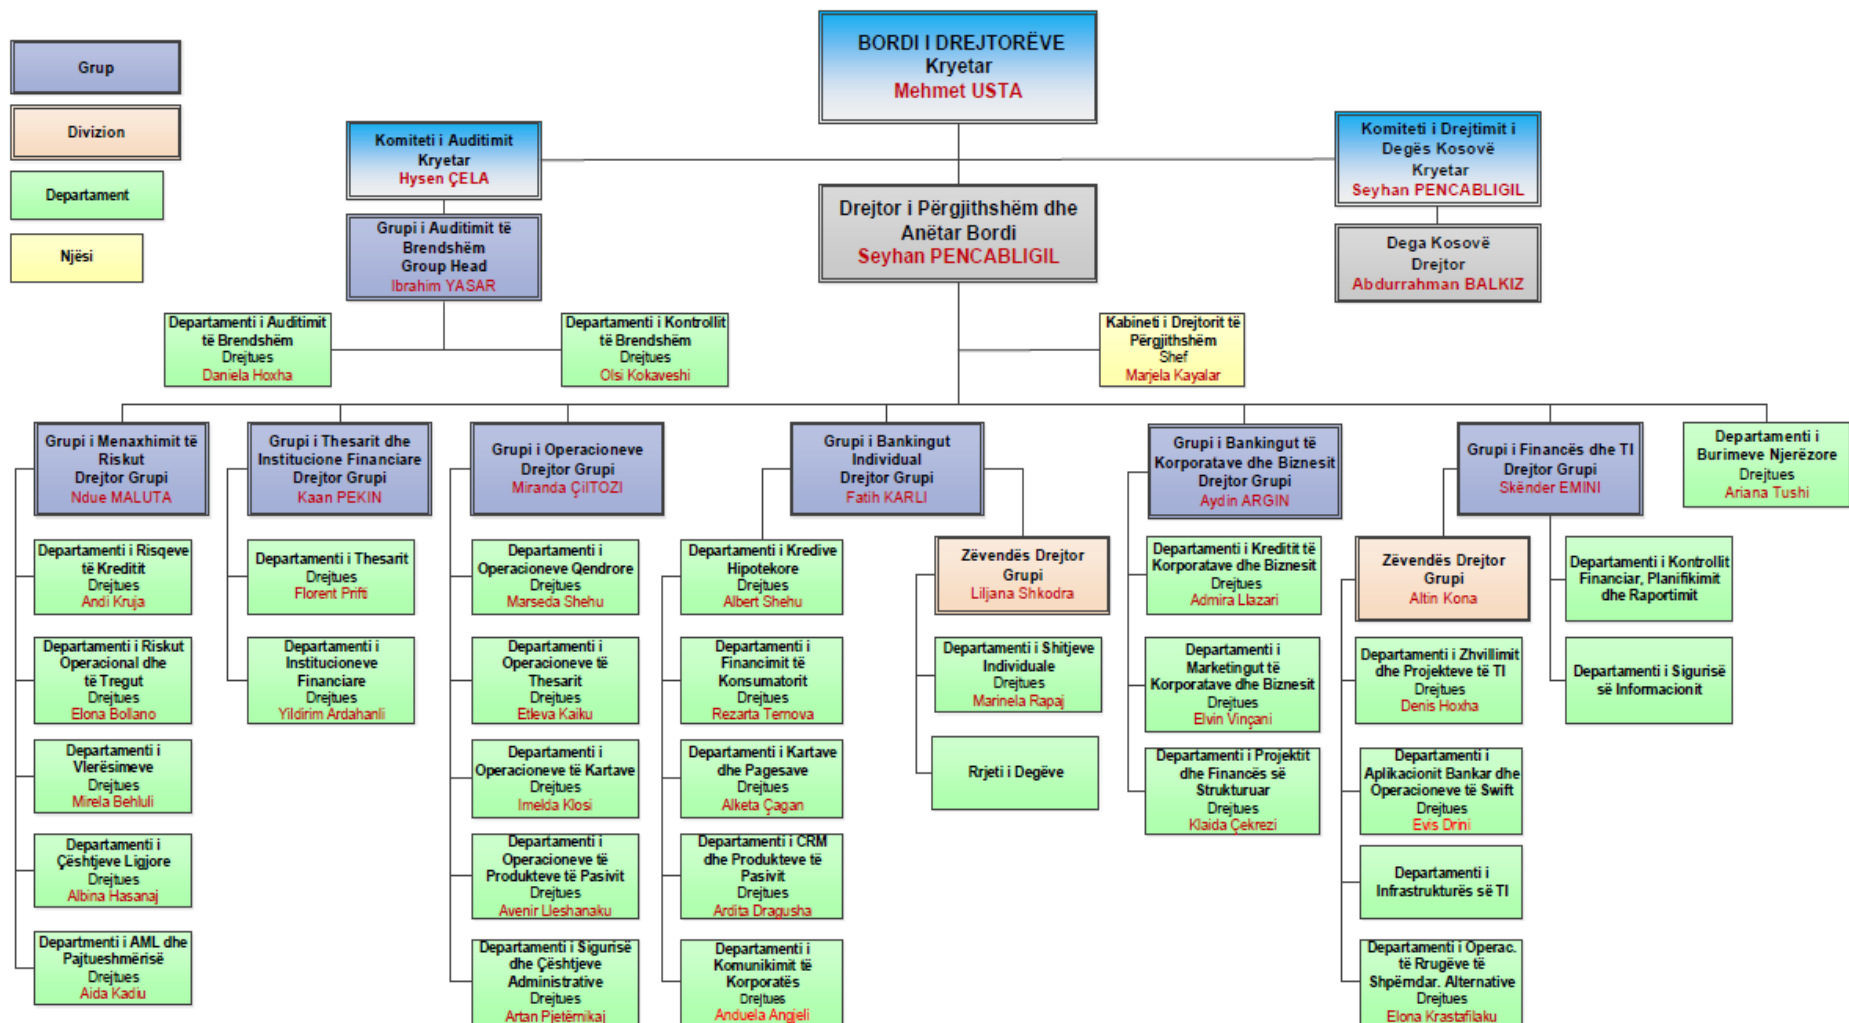 Grup
Divizion
Departament
Njësi
BORDI I DREJTORËVE
Kryetar
Mehmet USTA
Komiteti i Auditimit
Kryetar
Hysen ÇELA
Komiteti i Drejtimit i
Degës Kosovë
Kryetar
Seyhan PENCABLIGIL
Grupi i Auditimit të
Brendshëm
Group Head
Ibrahim YASAR
Drejtor i Përgjithshëm dhe
Anëtar Bordi
Seyhan PENCABLIGIL
Dega Kosovë
Drejtor
Abdurrahman BALKIZ
Departamenti i Auditimit
të Brendshëm
Drejtues
Daniela Hoxha
Departamenti i Kontrollit
të Brendshëm
Drejtues
Olsi Kokaveshi
Kabineti i Drejtorit të
Përgjithshëm
Shef
Marjela Kayalar
Grupi i Menaxhimit të
Riskut
Drejtor Grupi
Ndue MALUTA
Grupi i Thesarit dhe
Institucione Financiare
Drejtor Grupi
Kaan PEKIN
Grupi i Operacioneve
Drejtor Grupi
Miranda ÇIITOZI
Grupi i Bankingut
Individual
Drejtor Grupi
Fatih KARLI
Grupi i Bankingut të
Korporatave dhe Biznesit
Drejtor Grupi
Aydin ARGIN
Grupi i Financës dhe TI
Drejtor Grupi
Skënder EMINI
Departamenti i
Burimeve Njerëzore
Drejtues
Ariana Tushi
Departamenti i Risqeve
të Kreditit
Drejtues
Andi Kruja
Departamenti i Riskut
Operacional dhe
të Tregut
Drejtues
Elona Bollano
Departamenti i
Vlerësimeve
Drejtues
Mirela Behluli
Departamenti i
Çështjeve Ligjore
Drejtues
Albina Hasanaj
Departmenti i AML dhe
Pajtueshmërisë
Drejtues
Aida Kadiu
Departamenti i Thesarit
Drejtues
Florent Prifti
Departamenti i
Institucioneve
Financiare
Drejtues
Yildirim Ardahanli
Departamenti i
Operacioneve Qendrore
Drejtues
Marseda Shehu
Departamenti i
Operacioneve të
Thesarit
Drejtues
Etleva Kaiku
Departamenti i
Operacioneve të Kartave
Drejtues
Imelda Klosi
Departamenti i
Operacioneve të
Produkteve të Pasivit
Drejtues
Avenir Lleshanaku
Departamenti i Sigurisë
dhe Çështjeve
Administrative
Drejtues
Artan Pjetërnikaj
Departamenti i Kredive
Hipotekore
Drejtues
Albert Shehu
Departamenti i
Financimit të
Konsumatorit
Drejtues
Rezarta Ternova
Departamenti i Kartave
dhe Pagesave
Drejtues
Alketa Çagan
Departamenti i CRM
dhe Produkteve të
Pasivit
Drejtues
Ardita Dragusha
Departamenti i
Komunikimit të
Korporatës
Drejtues
Anduela Angjeli
Zëvendës Drejtor
Grupi
Liljana Shkodra
Departamenti i Shitjeve
Individuale
Drejtues
Marinela Rapaj
Rrjeti i Degëve
Departamenti i Kreditit të
Korporatave dhe Biznesit
Drejtues
Admira Llazari
Departamenti i
Marketingut të
Korporatave dhe Biznesit
Drejtues
Elvin Vinçani
Departamenti i Projektit
dhe Financës së
Strukturuar
Drejtues
Klaida Çekrezi
Zëvendës Drejtor
Grupi
Altin Kona
Departamenti i Zhvillimit
dhe Projekteve të TI
Drejtues
Denis Hoxha
Departamenti i
Aplikacionit Bankar dhe
Operacioneve të Swift
Drejtues
Evis Drini
Departamenti i
Infrastrukturës së TI
Departamenti i Operac.
të Rrugëve të
Shpërndar. Alternative
Drejtues
Elona Krastafilaku
Departamenti i Kontrollit
Financiar, Planifikimit
dhe Raportimit
Departamenti i Sigurisë
së Informacionit